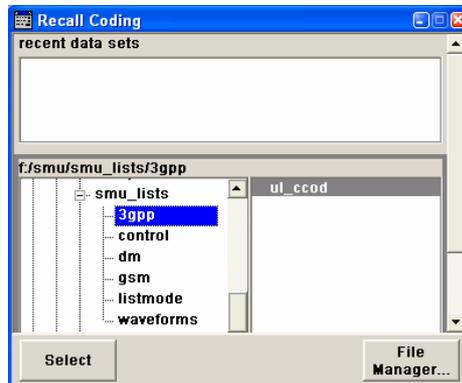 Recall Coding
recent data sets
f:/smu/smu_lists/3gpp
smu_lists
ul_ccod
3gpp
control
dm
gsm
listmode
waveforms
Select
File
Manager...